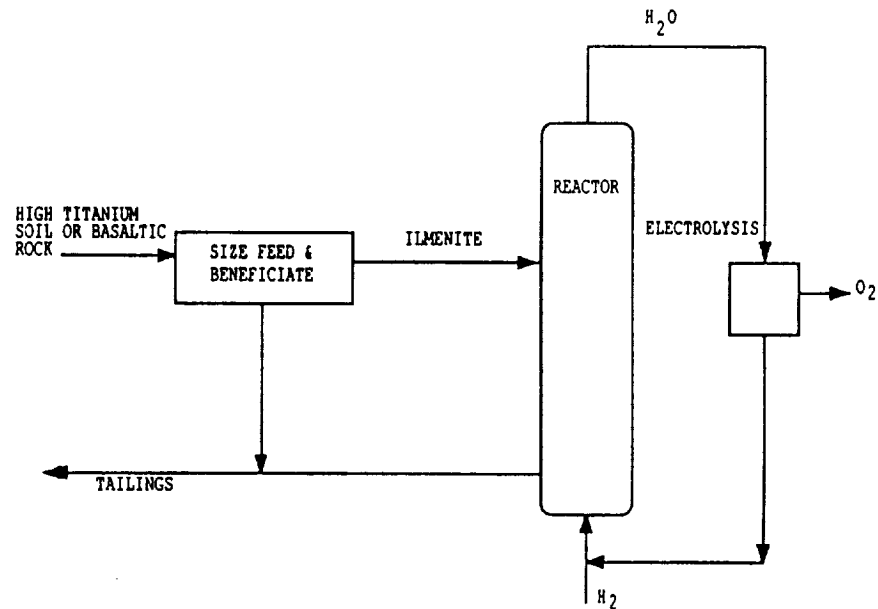 H₂O
REACTOR
HIGH TITANIUM
SOIL OR BASALTIC
ROCK
SIZE FEED &
BENEFICIATE
ILMENITE
ELECTROLYSIS
O₂
TAILINGS
H₂